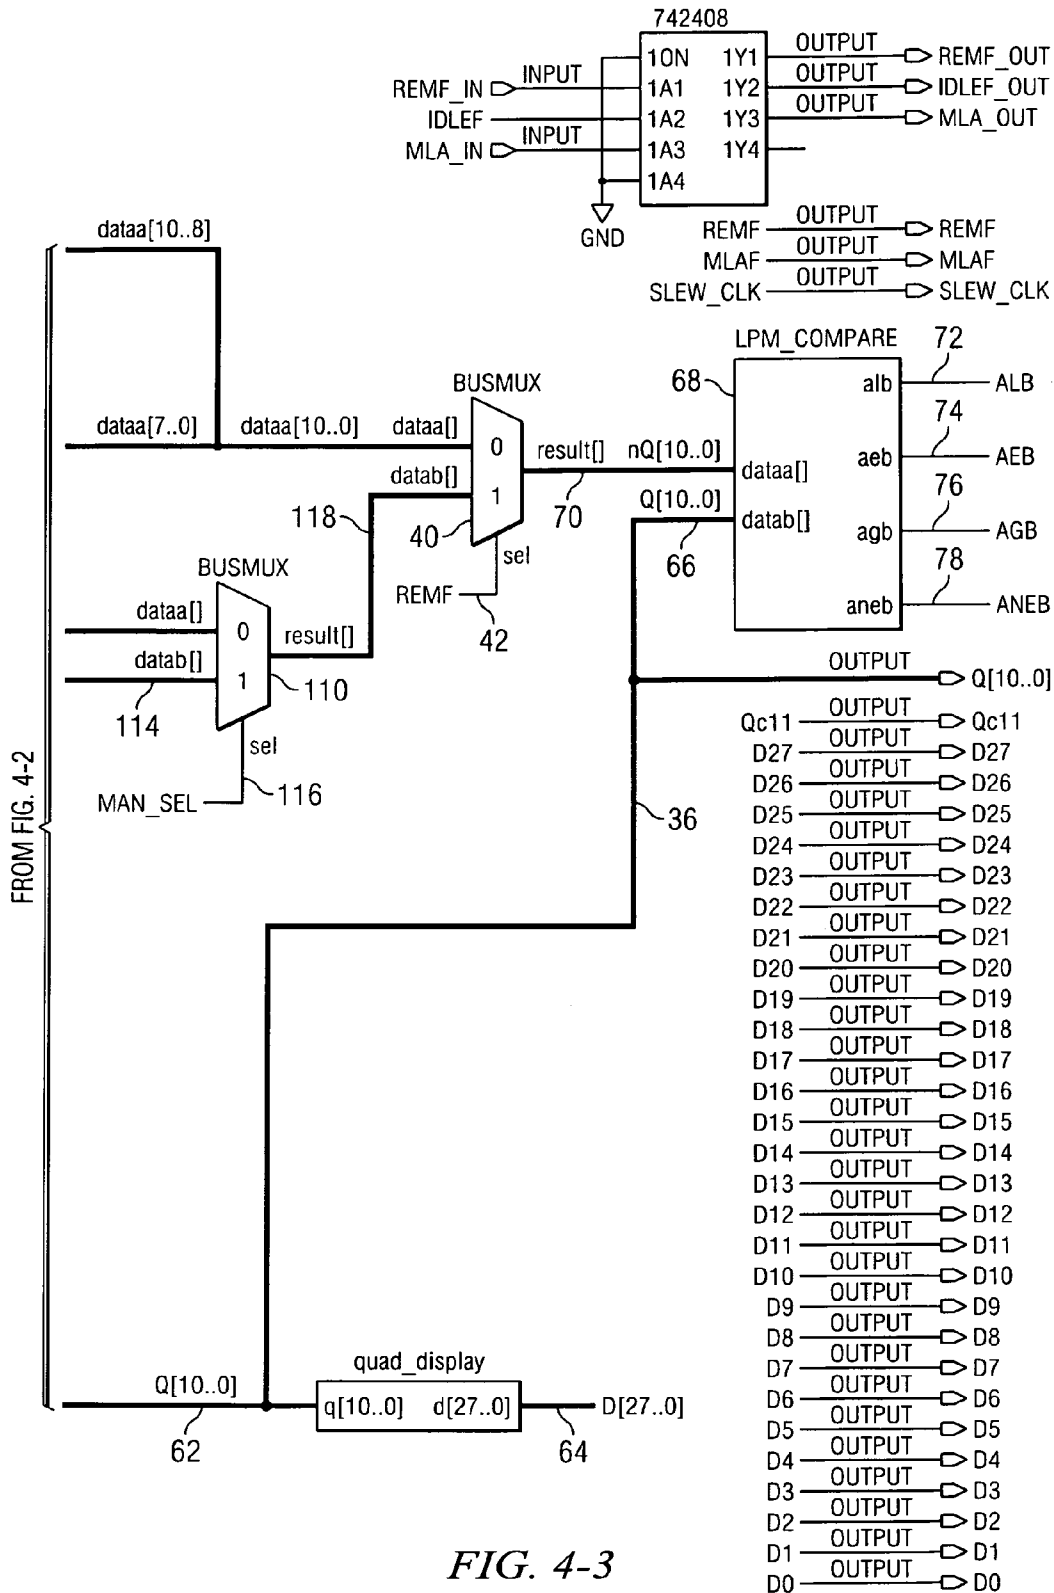 742408
1ON 1Y1 OUTPUT REMF_OUT
REMF_IN INPUT 1A1 1Y2 OUTPUT IDLEF_OUT
IDLEF 1A2 1Y3 OUTPUT MLA_OUT
MLA_IN INPUT 1A3 1Y4
1A4
GND
REMF OUTPUT REMF
MLAF OUTPUT MLAF
SLEW_CLK OUTPUT SLEW_CLK
dataa[10..8]
LPM_COMPARE
68
alb 72 ALB
BUSMUX
dataa[7..0] dataa[10..0] dataa[] 0
result[] nQ[10..0] dataa[]
aeb 74 AEB
datab[] 1
118 40 70
Q[10..0] datab[]
66
agb 76 AGB
sel
REMF
42
aneb 78 ANEB
BUSMUX
dataa[] 0
result[]
datab[] 1
114 110
sel
MAN_SEL 116
FROM FIG. 4-2
36
OUTPUT Q[10..0]
Qc11 OUTPUT Qc11
D27 OUTPUT D27
D26 OUTPUT D26
D25 OUTPUT D25
D24 OUTPUT D24
D23 OUTPUT D23
D22 OUTPUT D22
D21 OUTPUT D21
D20 OUTPUT D20
D19 OUTPUT D19
D18 OUTPUT D18
D17 OUTPUT D17
D16 OUTPUT D16
D15 OUTPUT D15
D14 OUTPUT D14
D13 OUTPUT D13
D12 OUTPUT D12
D11 OUTPUT D11
D10 OUTPUT D10
D9 OUTPUT D9
D8 OUTPUT D8
D7 OUTPUT D7
D6 OUTPUT D6
D5 OUTPUT D5
D4 OUTPUT D4
D3 OUTPUT D3
D2 OUTPUT D2
D1 OUTPUT D1
D0 OUTPUT D0
quad_display
Q[10..0] q[10..0] d[27..0] D[27..0]
62 64
FIG. 4-3